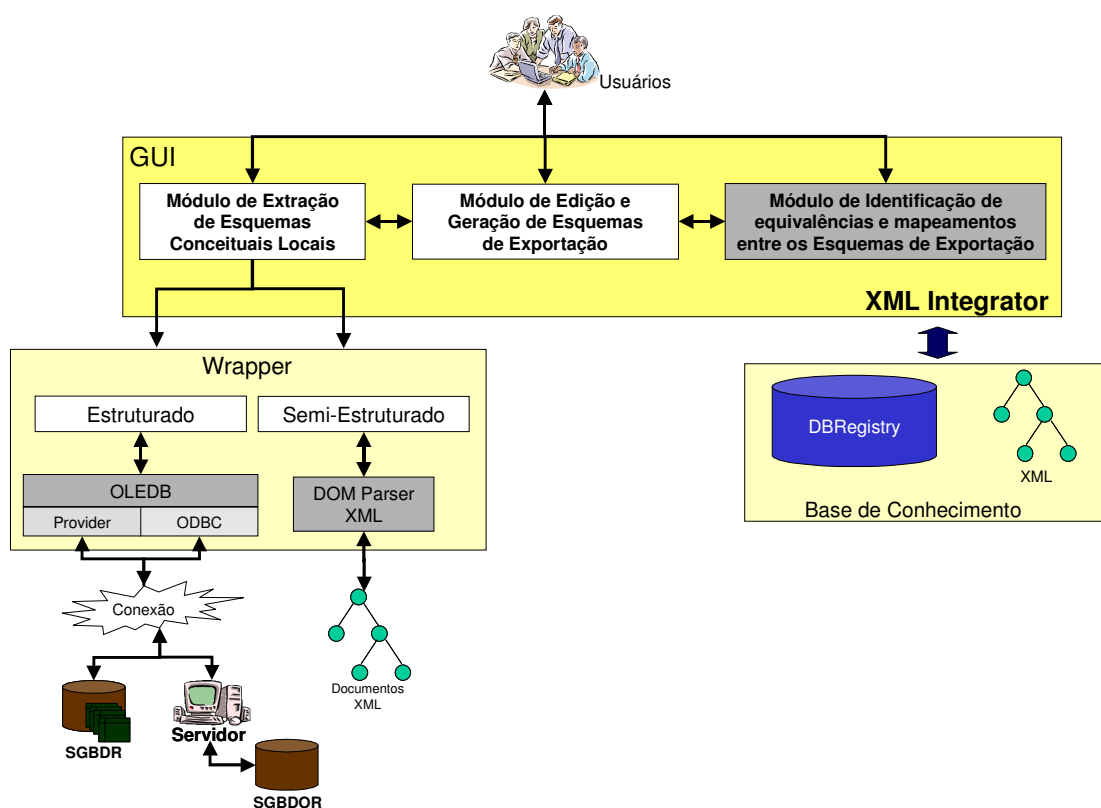 Usuários
GUI
Módulo de Extração
de Esquemas
Conceituais Locais
Módulo de Edição e
Geração de Esquemas
de Exportação
Módulo de Identificação de
equivalências e mapeamentos
entre os Esquemas de Exportação
XML Integrator
Wrapper
Estruturado
Semi-Estruturado
OLEDB
Provider
ODBC
DOM Parser
XML
DBRegistry
XML
Base de Conhecimento
Conexão
Documentos
XML
Servidor
SGBDR
SGBDOR